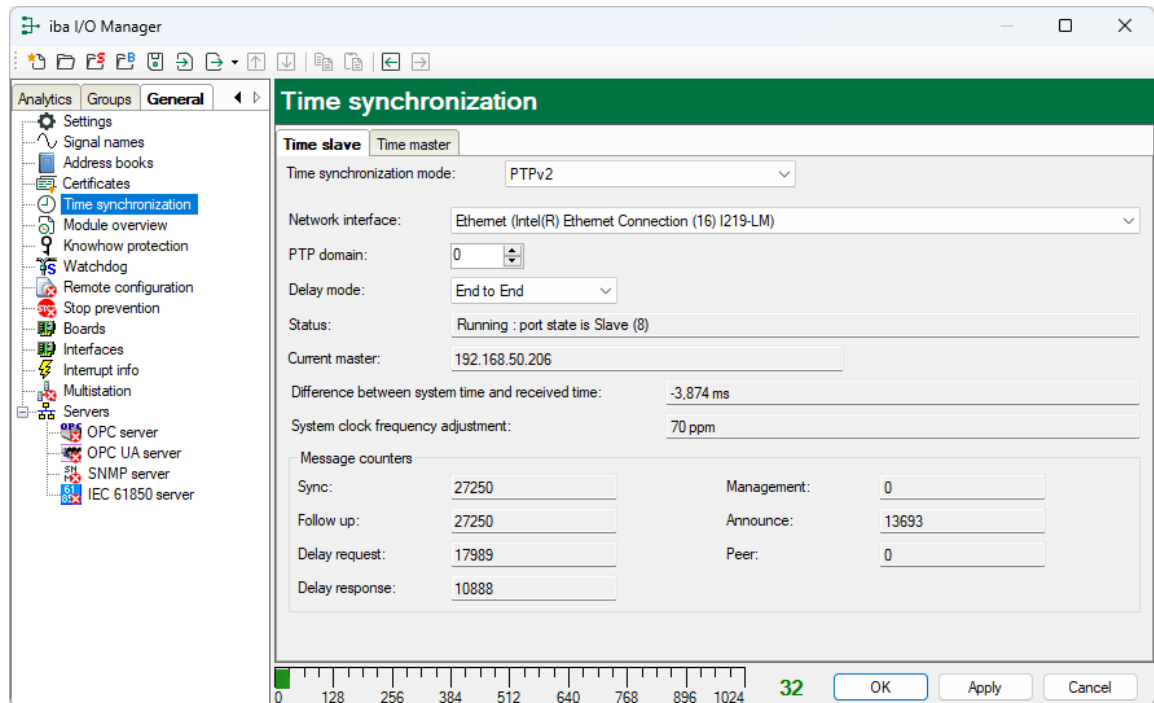 iba I/O Manager
Analytics Groups General
Settings
Signal names
Address books
Certificates
Time synchronization
Module overview
Knowhow protection
Watchdog
Remote configuration
Stop prevention
Boards
Interfaces
Interrupt info
Multistation
Servers
OPC server
OPC UA server
SNMP server
IEC 61850 server
Time synchronization
Time slave Time master
Time synchronization mode: PTPv2
Network interface: Ethernet (Intel(R) Ethernet Connection (16) I219-LM)
PTP domain: 0
Delay mode: End to End
Status: Running : port state is Slave (8)
Current master: 192.168.50.206
Difference between system time and received time: -3,874 ms
System clock frequency adjustment: 70 ppm
Message counters
Sync: 27250 Management: 0
Follow up: 27250 Announce: 13693
Delay request: 17989 Peer: 0
Delay response: 10888
0 128 256 384 512 640 768 896 1024 32 OK Apply Cancel